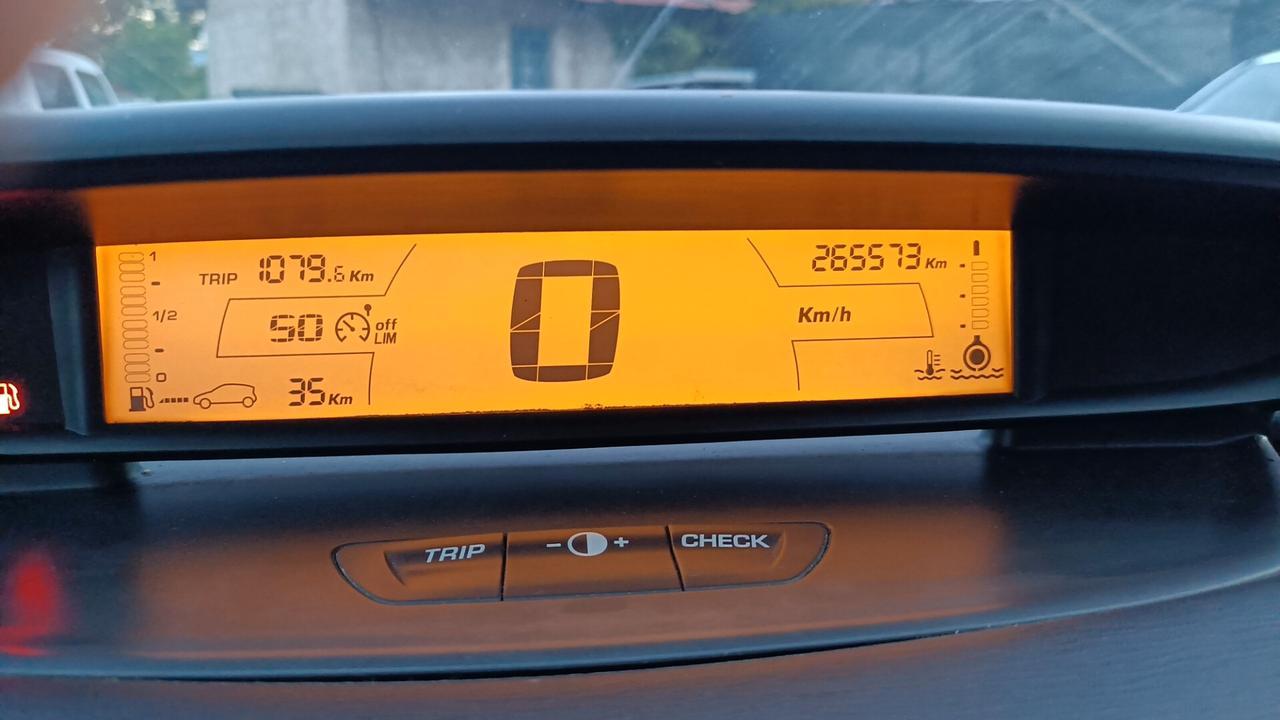 1
TRIP 1079.6 Km
265573 Km
1/2
50 off
LIM
0
Km/h
0
35 Km
TRIP - + CHECK